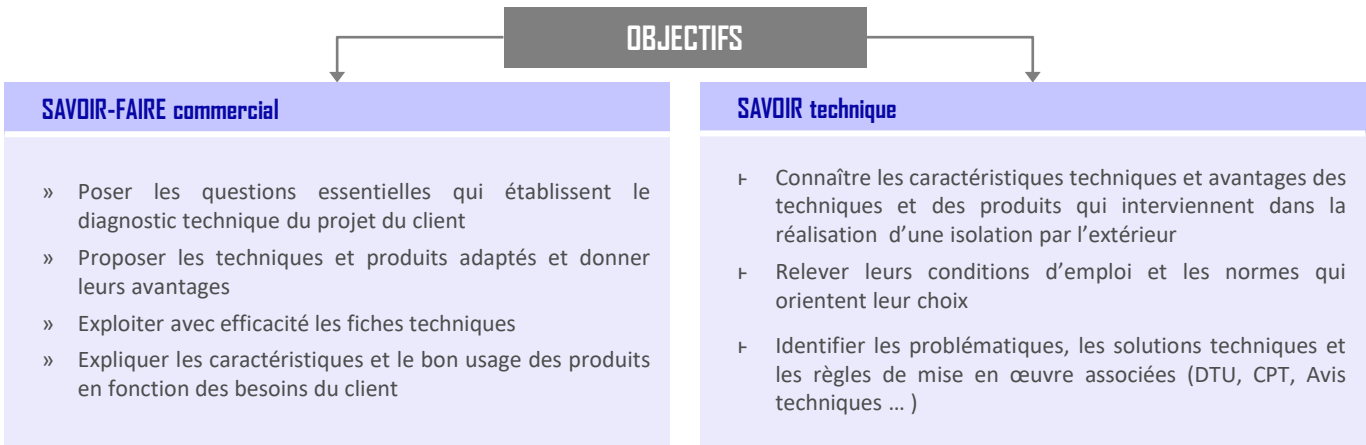 OBJECTIFS
SAVOIR-FAIRE commercial
» Poser les questions essentielles qui établissent le
diagnostic technique du projet du client
» Proposer les techniques et produits adaptés et donner
leurs avantages
» Exploiter avec efficacité les fiches techniques
» Expliquer les caractéristiques et le bon usage des produits
en fonction des besoins du client
SAVOIR technique
⊦ Connaître les caractéristiques techniques et avantages des
techniques et des produits qui interviennent dans la
réalisation d’une isolation par l’extérieur
⊦ Relever leurs conditions d’emploi et les normes qui
orientent leur choix
⊦ Identifier les problématiques, les solutions techniques et
les règles de mise en œuvre associées (DTU, CPT, Avis
techniques … )